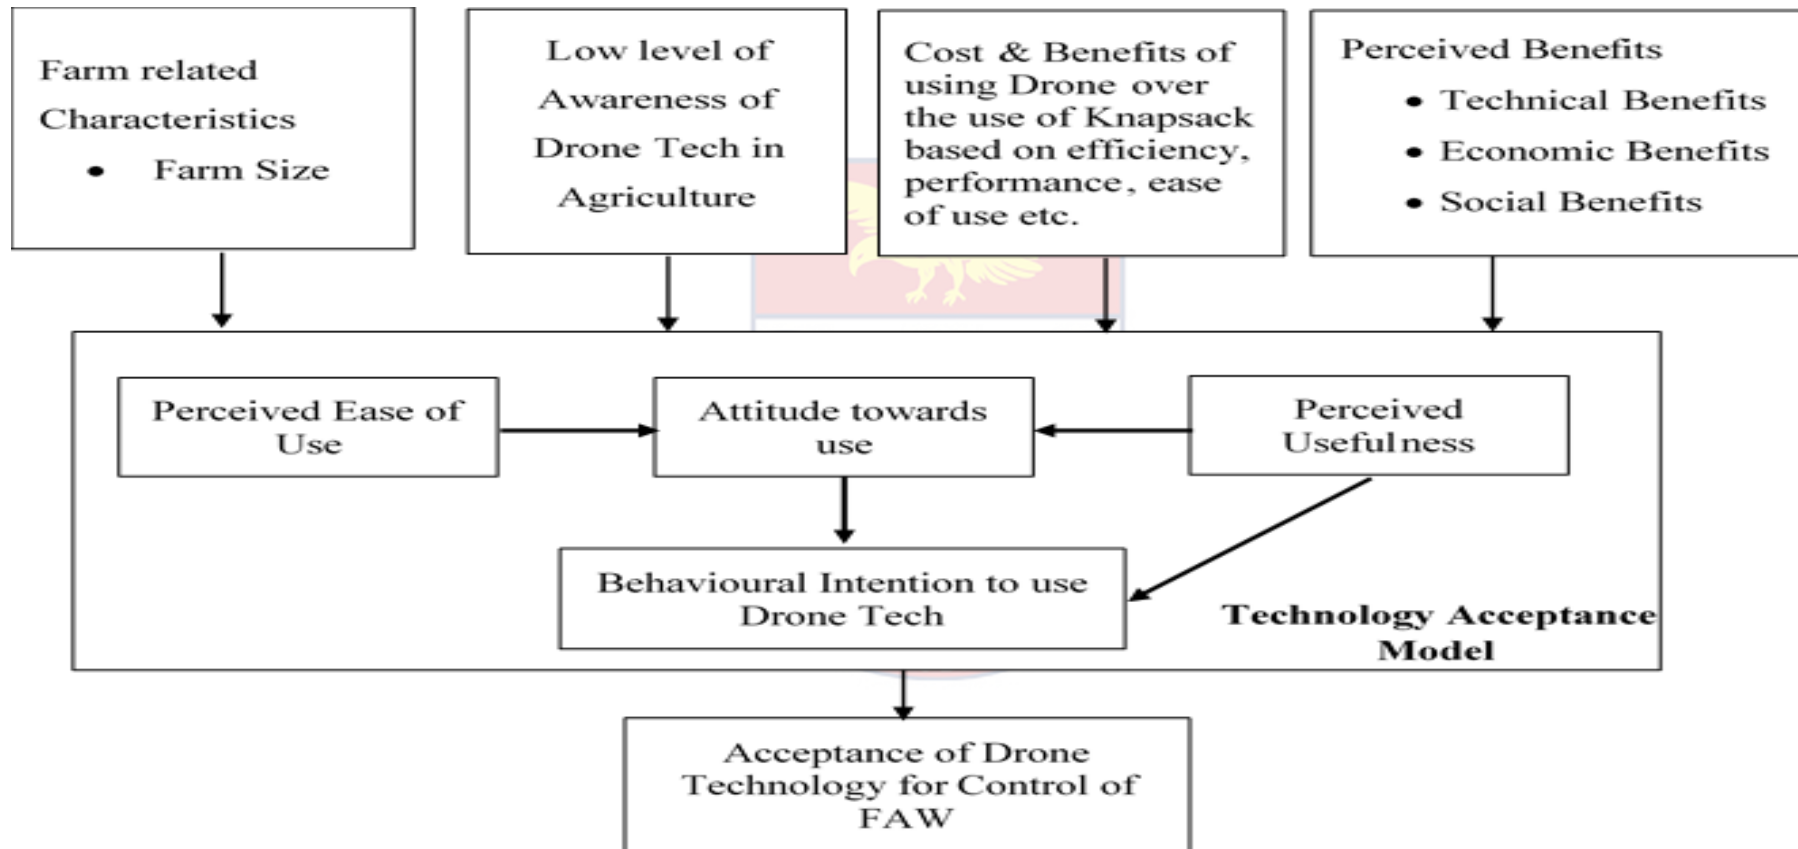 Farm related
Characteristics
• Farm Size
Low level of
Awareness of
Drone Tech in
Agriculture
Cost & Benefits of
using Drone over
the use of Knapsack
based on efficiency,
performance, ease
of use etc.
Perceived Benefits
• Technical Benefits
• Economic Benefits
• Social Benefits
Perceived Ease of
Use
Attitude towards
use
Perceived
Usefulness
Behavioural Intention to use
Drone Tech
Technology Acceptance
Model
Acceptance of Drone
Technology for Control of
FAW